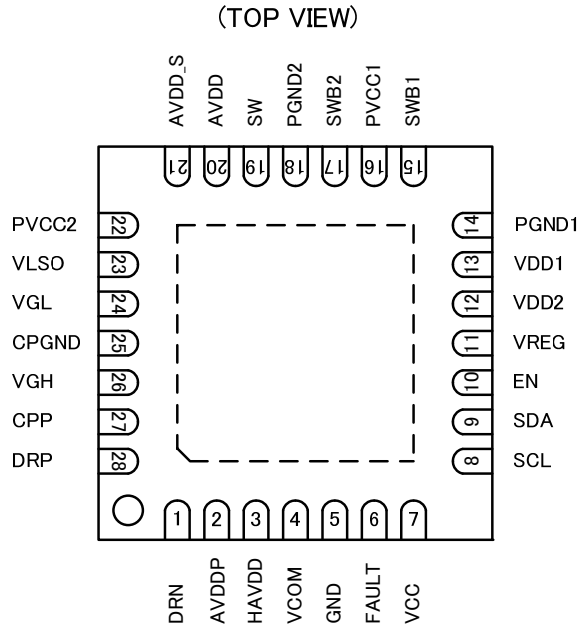 (TOP VIEW)
AVDD_S AVDD SW PGND2 SWB2 PVCC1 SWB1
21 20 19 18 17 16 15
PVCC2 22 14 PGND1
VLSO 23 13 VDD1
VGL 24 12 VDD2
CPGND 25 11 VREG
VGH 26 10 EN
CPP 27 9 SDA
DRP 28 8 SCL
1 2 3 4 5 6 7
DRN AVDDP HAVDD VCOM GND FAULT VCC